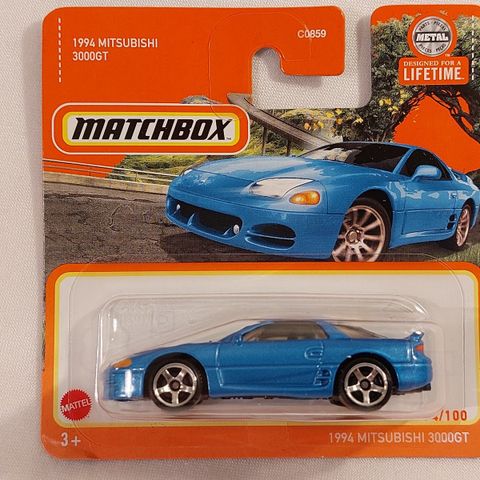 1994 MITSUBISHI
3000GT
C0859
METAL
DESIGNED FOR A
LIFETIME.
MATCHBOX
MATTEL
3+
/100
1994 MITSUBISHI 3000GT